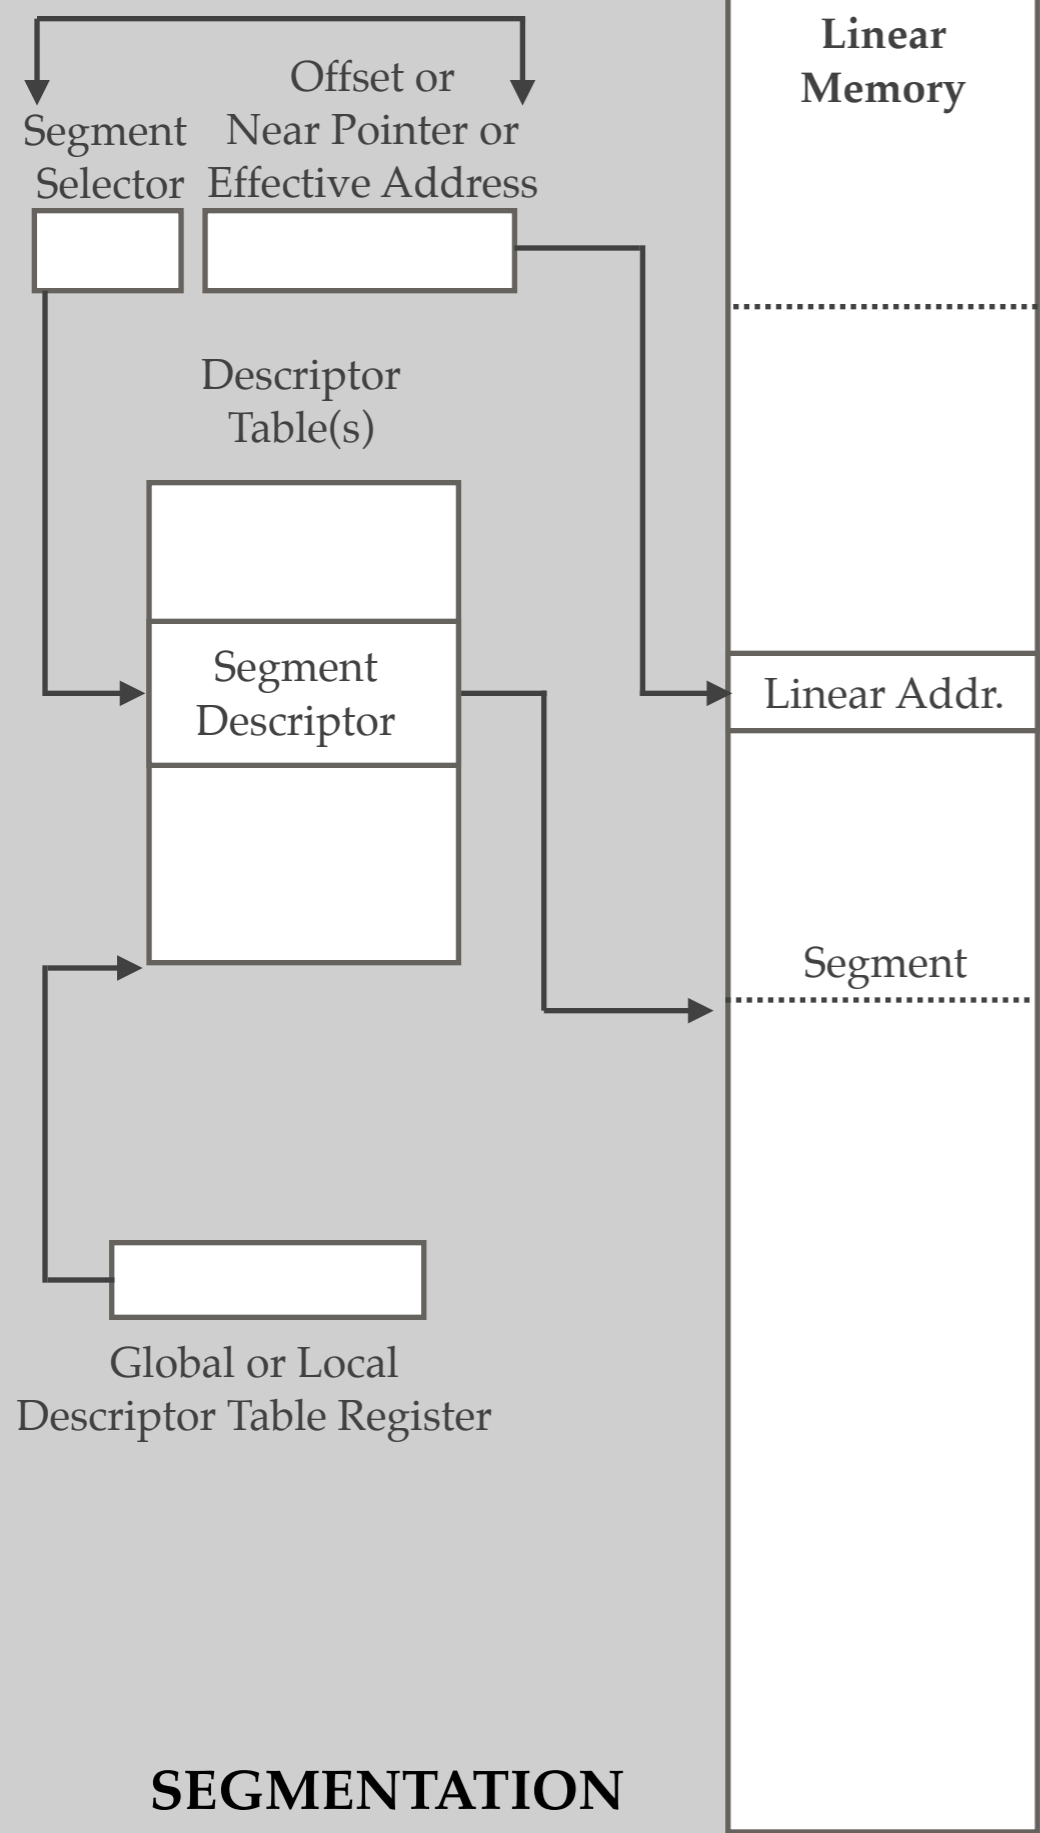 Linear
Memory
Offset or
Near Pointer or
Effective Address
Segment
Selector
Descriptor
Table(s)
Segment
Descriptor
Linear Addr.
Segment
Global or Local
Descriptor Table Register
SEGMENTATION